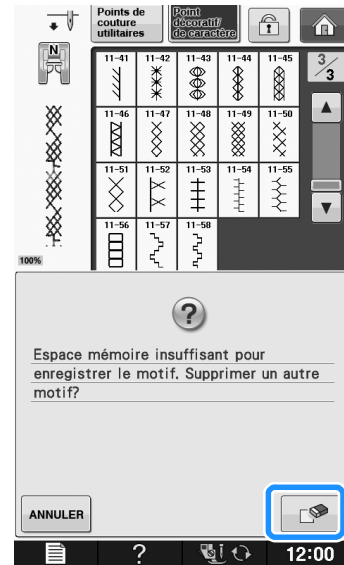 Points de
couture
utilitaires
Point
décoratif/
de caractère
N
3/3
11-41 11-42 11-43 11-44 11-45
11-46 11-47 11-48 11-49 11-50
11-51 11-52 11-53 11-54 11-55
11-56 11-57 11-58
100%
?
Espace mémoire insuffisant pour
enregistrer le motif. Supprimer un autre
motif?
ANNULER
? 12:00